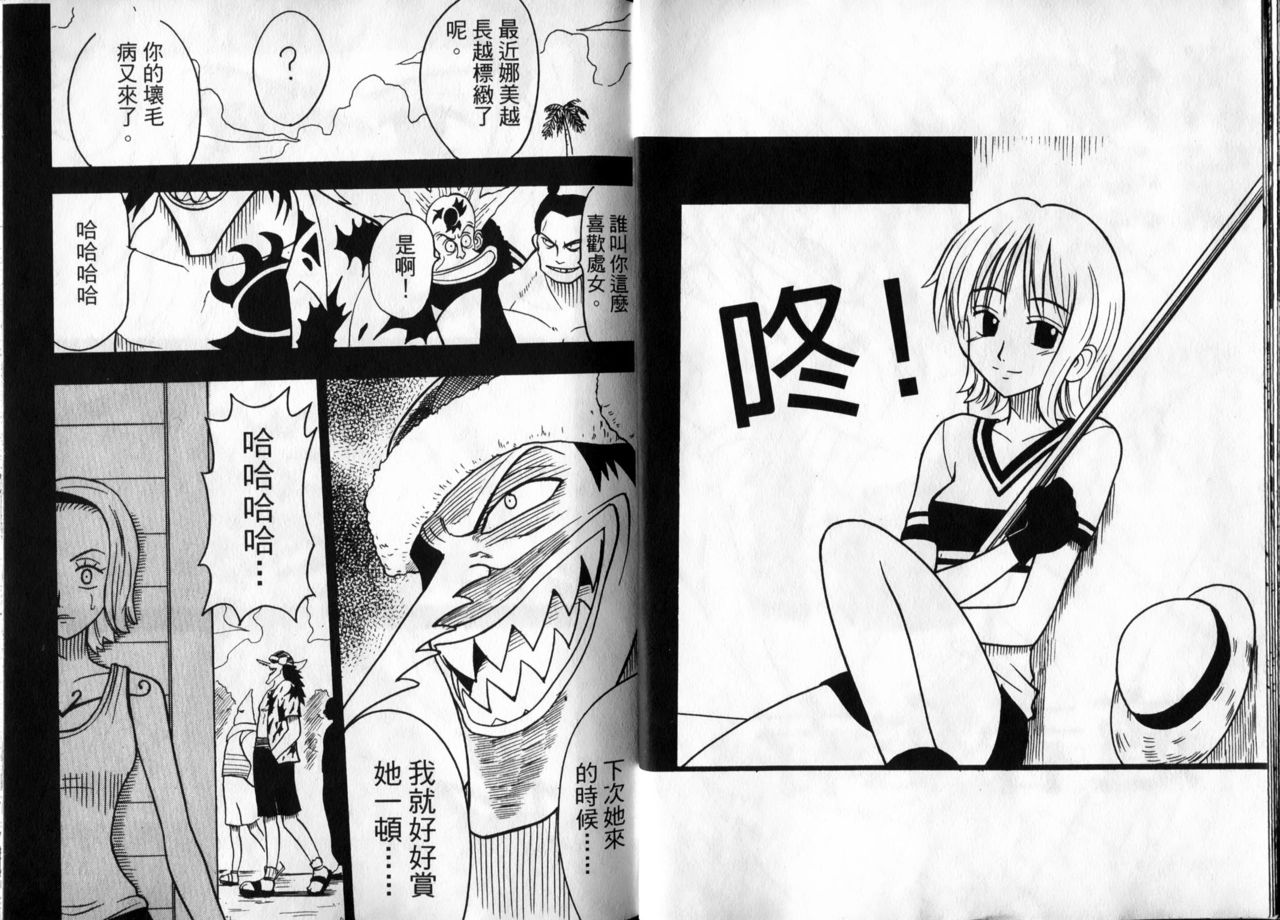 咚！
最近娜美越
長越標緻了
呢。
？
你的壞毛
病又來了。
誰叫你這麼
喜歡處女。
是啊！
哈哈哈哈
下次她來
的時候……
我就好好賞
她一頓……
哈哈哈哈…